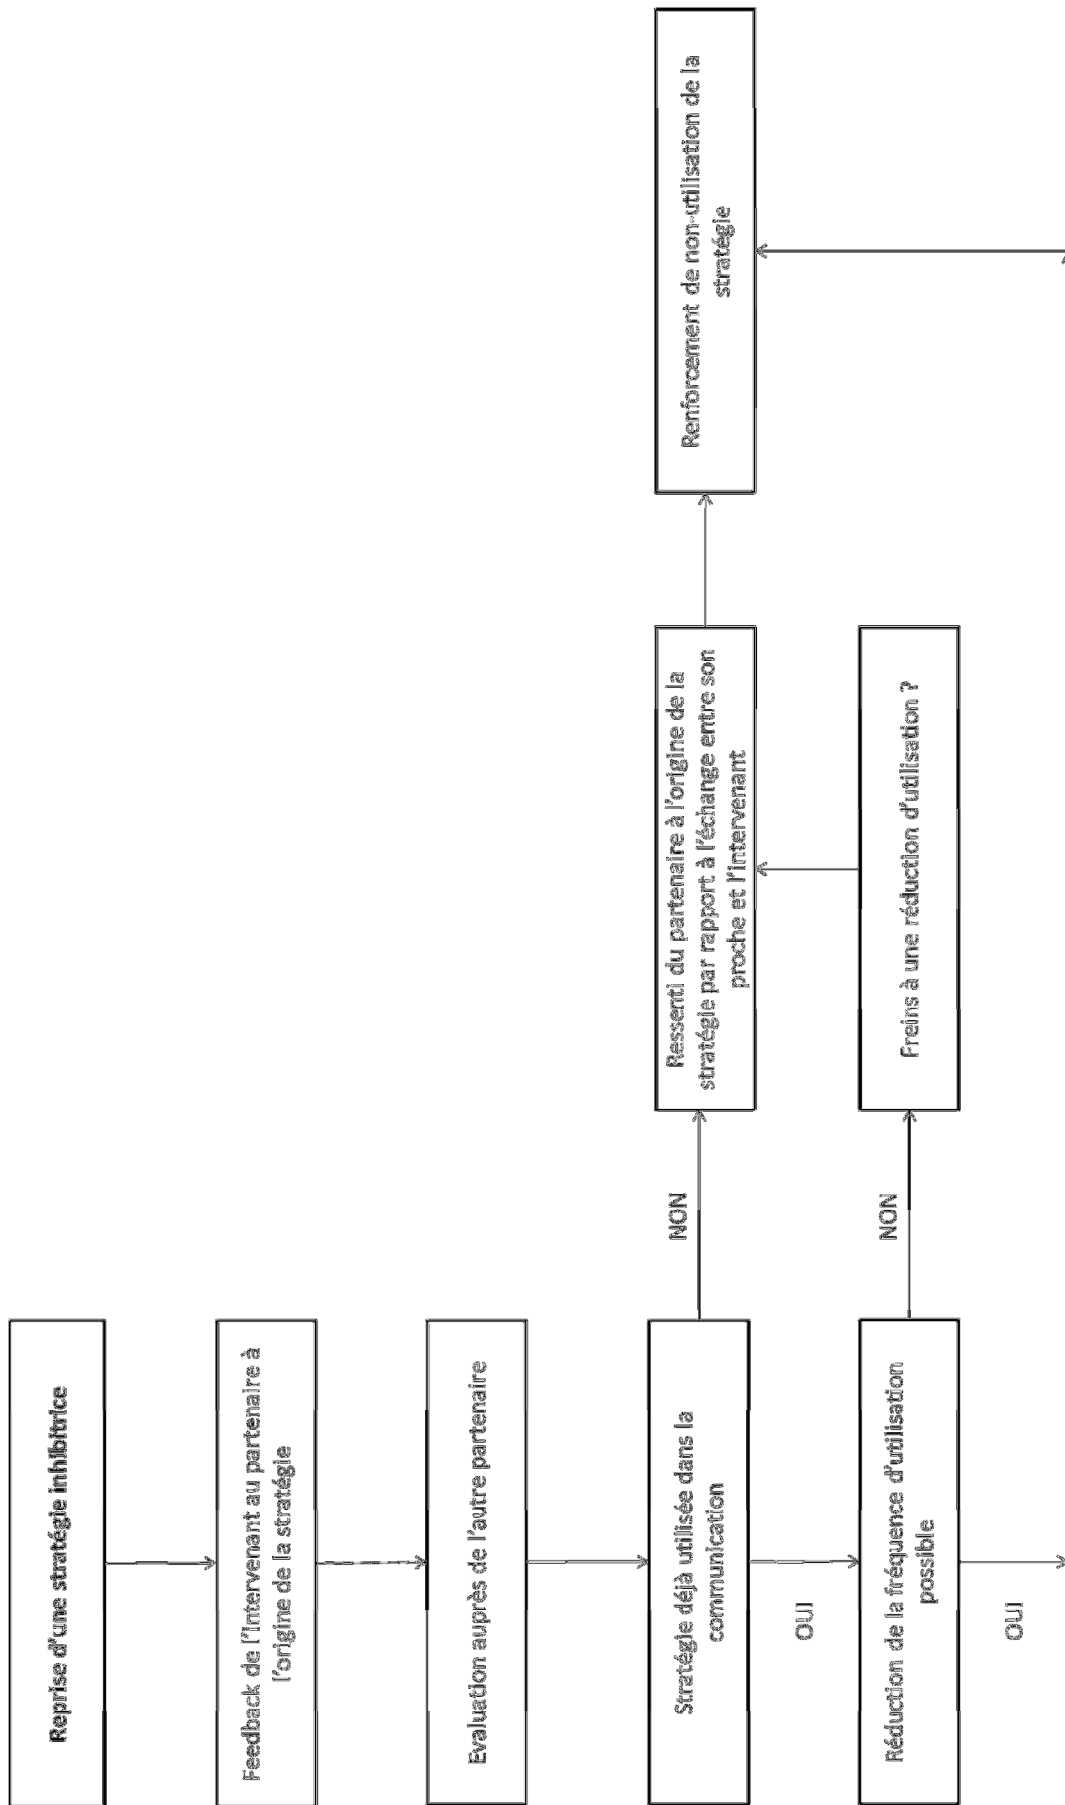 Reprise d'une stratégie inhibitrice
Feedback de l'intervenant au partenaire à
l'origine de la stratégie
Evaluation auprès de l'autre partenaire
Stratégie déjà utilisée dans la
communication
NON
Ressenti du partenaire à l'origine de la
stratégie par rapport à l'échange entre son
proche et l'intervenant
Renforcement de non-utilisation de la
stratégie
OUI
Réduction de la fréquence d'utilisation
possible
NON
Freins à une réduction d'utilisation ?
OUI